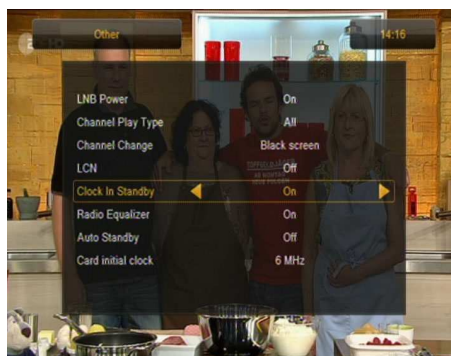 Other
14:16
LNB Power On
Channel Play Type All
Channel Change Black screen
LCN Off
Clock In Standby On
Radio Equalizer On
Auto Standby Off
Card initial clock 6 MHz